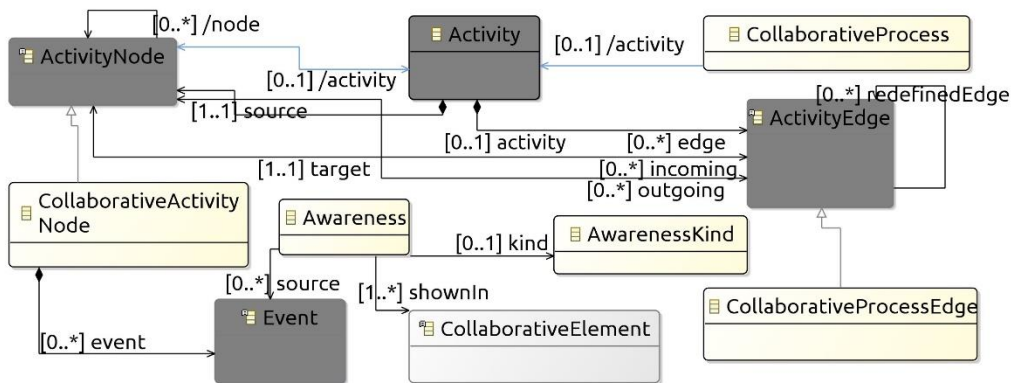 [0..*] /node
ActivityNode
Activity
CollaborativeProcess
[0..1] /activity
[0..1] /activity
[0..*] redefinedEdge
ActivityEdge
[1..1] source
[0..1] activity
[0..*] edge
[1..1] target
[0..*] incoming
[0..*] outgoing
CollaborativeActivity
Node
Awareness
AwarenessKind
[0..1] kind
[0..*] source
[1..*] shownIn
Event
CollaborativeElement
CollaborativeProcessEdge
[0..*] event